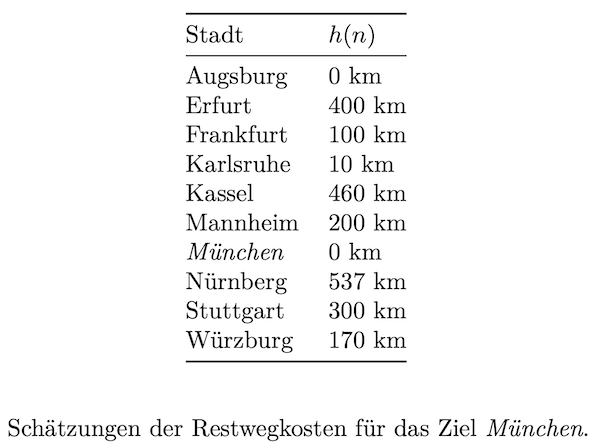 Stadt h(n)
Augsburg 0 km
Erfurt 400 km
Frankfurt 100 km
Karlsruhe 10 km
Kassel 460 km
Mannheim 200 km
München 0 km
Nürnberg 537 km
Stuttgart 300 km
Würzburg 170 km
Schätzungen der Restwegkosten für das Ziel München.